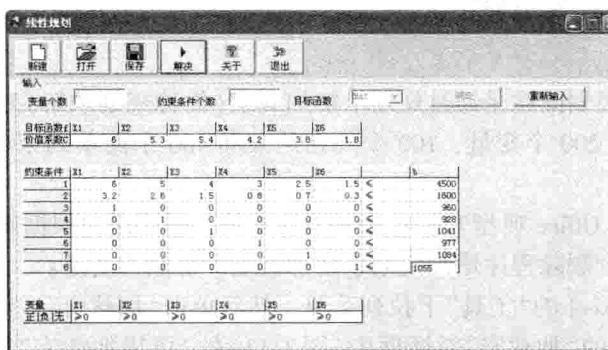 线性规划
新建 打开 保存 解决 关于 退出
输入
变量个数 约束条件个数 目标函数 Max 重新输入
目标函数f X1 X2 X3 X4 X5 X6
价值系数C 6 5.3 5.4 4.2 3.8 1.8
约束条件 X1 X2 X3 X4 X5 X6 b
1 6 5 4 3 2.5 1.5 ≤ 4500
2 3.2 2.6 1.5 0.8 0.7 0.3 ≤ 1600
3 1 0 0 0 0 0 ≤ 960
4 0 1 0 0 0 0 ≤ 928
5 0 0 1 0 0 0 ≤ 1041
6 0 0 0 1 0 0 ≤ 977
7 0 0 0 0 1 0 ≤ 1084
8 0 0 0 0 0 1 ≤ 1055
变量 X1 X2 X3 X4 X5 X6
正|负|无 ≥0 ≥0 ≥0 ≥0 ≥0 ≥0